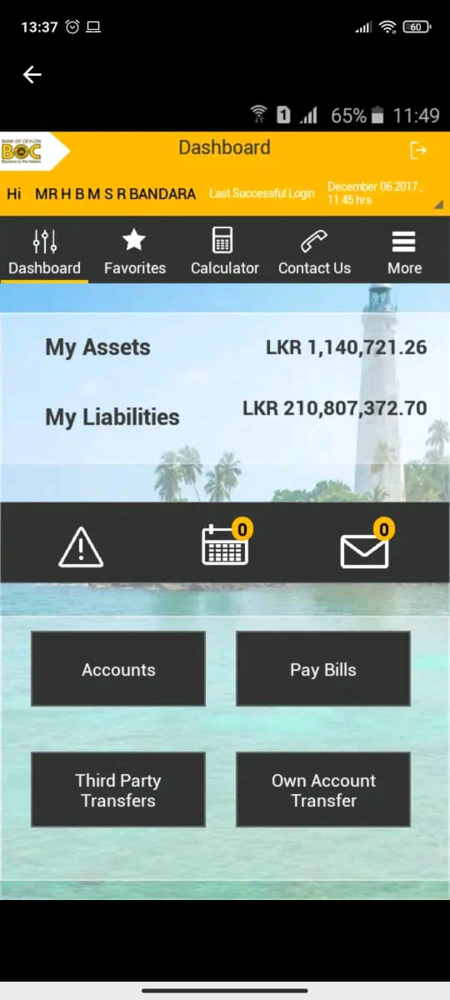 13:37
60
1
65%
11:49
BANK OF CEYLON
BOC
Bankers to the Nation
Dashboard
Hi MR H B M S R BANDARA
Last Successful Login
December 06 2017 ,
11.45 hrs
Dashboard
Favorites
Calculator
Contact Us
More
My Assets
LKR 1,140,721.26
My Liabilities
LKR 210,807,372.70
0
0
Accounts
Pay Bills
Third Party
Transfers
Own Account
Transfer